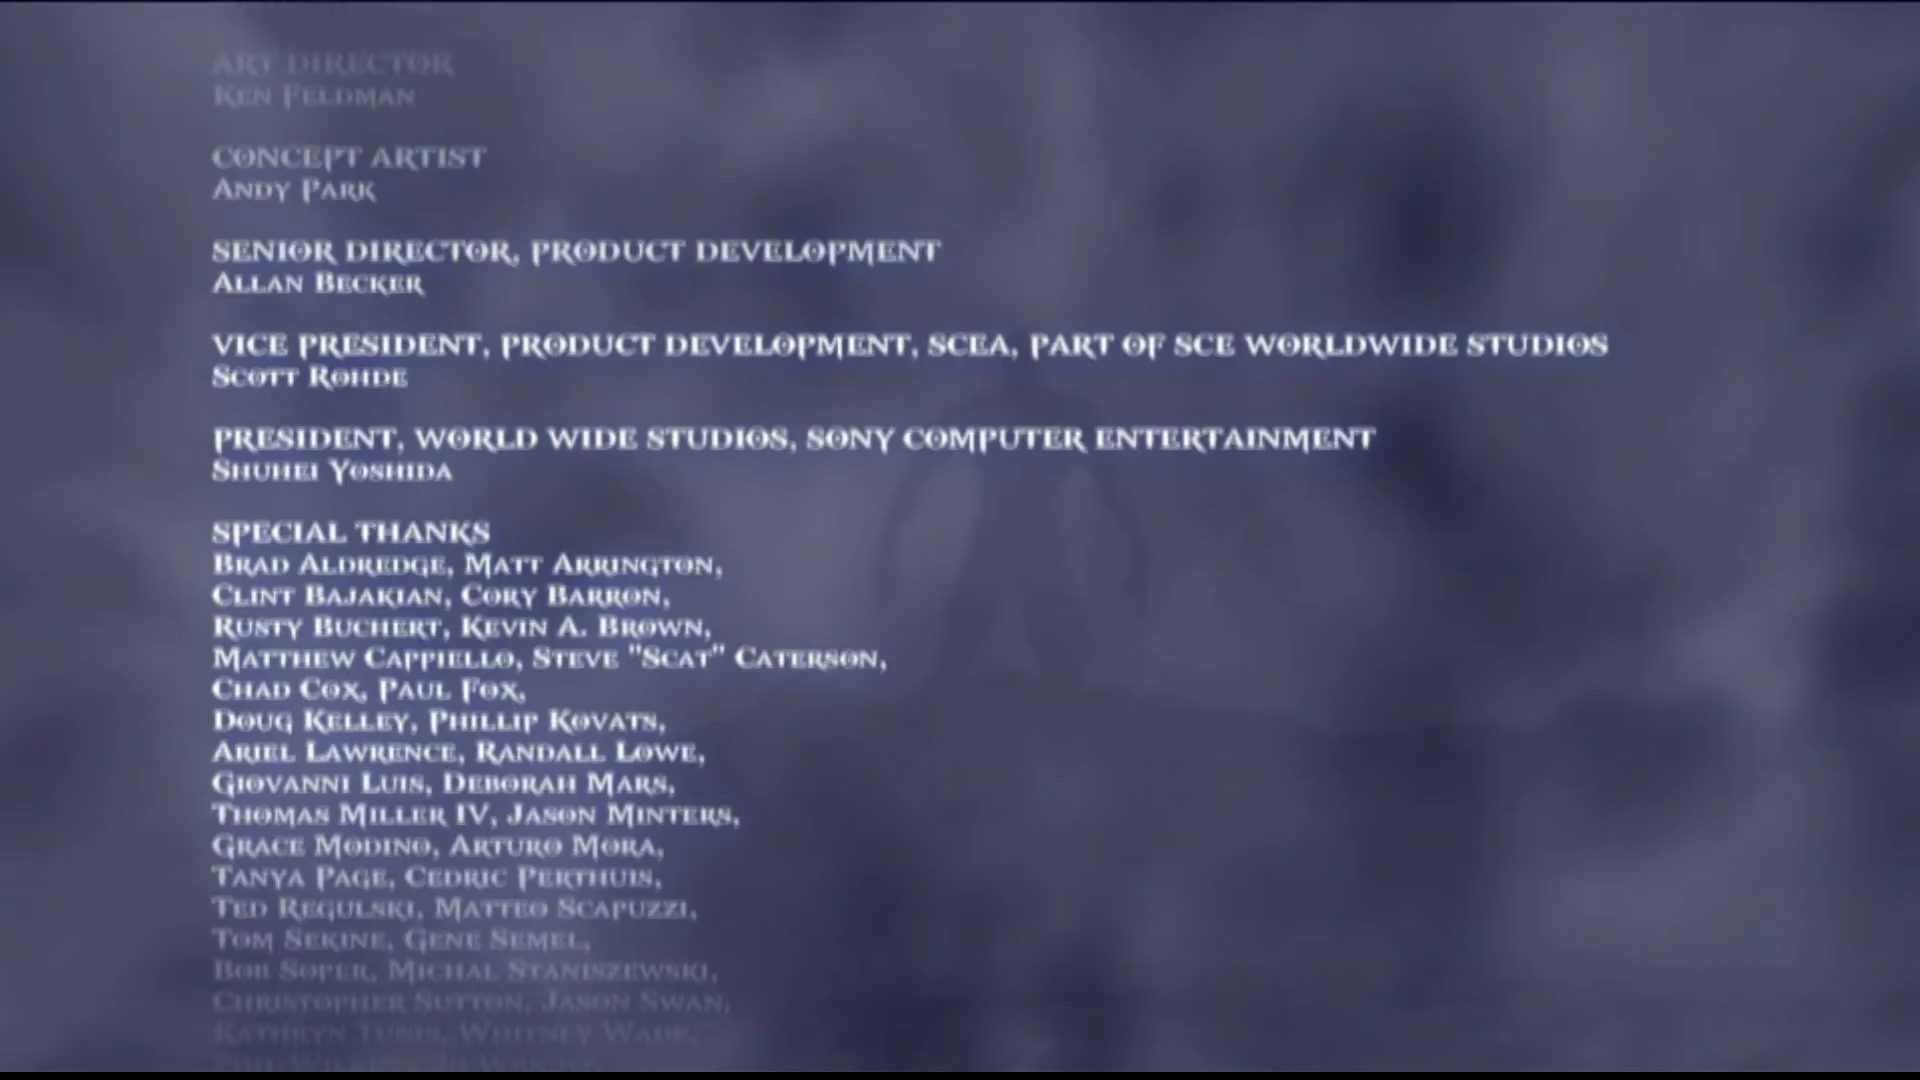 ART DIRECTOR
KEN FELDMAN
CONCEPT ARTIST
ANDY PARK
SENIOR DIRECTOR, PRODUCT DEVELOPMENT
ALLAN BECKER
VICE PRESIDENT, PRODUCT DEVELOPMENT, SCEA, PART OF SCE WORLDWIDE STUDIOS
SCOTT ROHDE
PRESIDENT, WORLD WIDE STUDIOS, SONY COMPUTER ENTERTAINMENT
SHUHEI YOSHIDA
SPECIAL THANKS
BRAD ALDREDGE, MATT ARRINGTON,
CLINT BAJAKIAN, CORY BARRON,
RUSTY BUCHERT, KEVIN A. BROWN,
MATTHEW CAPPIELLO, STEVE "SCAT" CATERSON,
CHAD COX, PAUL FOX,
DOUG KELLEY, PHILLIP KOVATS,
ARIEL LAWRENCE, RANDALL LOWE,
GIOVANNI LUIS, DEBORAH MARS,
THOMAS MILLER IV, JASON MINTERS,
GRACE MODINO, ARTURO MORA,
TANYA PAGE, CEDRIC PERTHUIS,
TED REGULSKI, MATTEO SCAPUZZI,
TOM SEKINE, GENE SEMEL,
BOB SOPER, MICHAL STANISZEWSKI,
CHRISTOPHER SUTTON, JASON SWAN,
KATHRYN TUNIS, WHITNEY WADE,